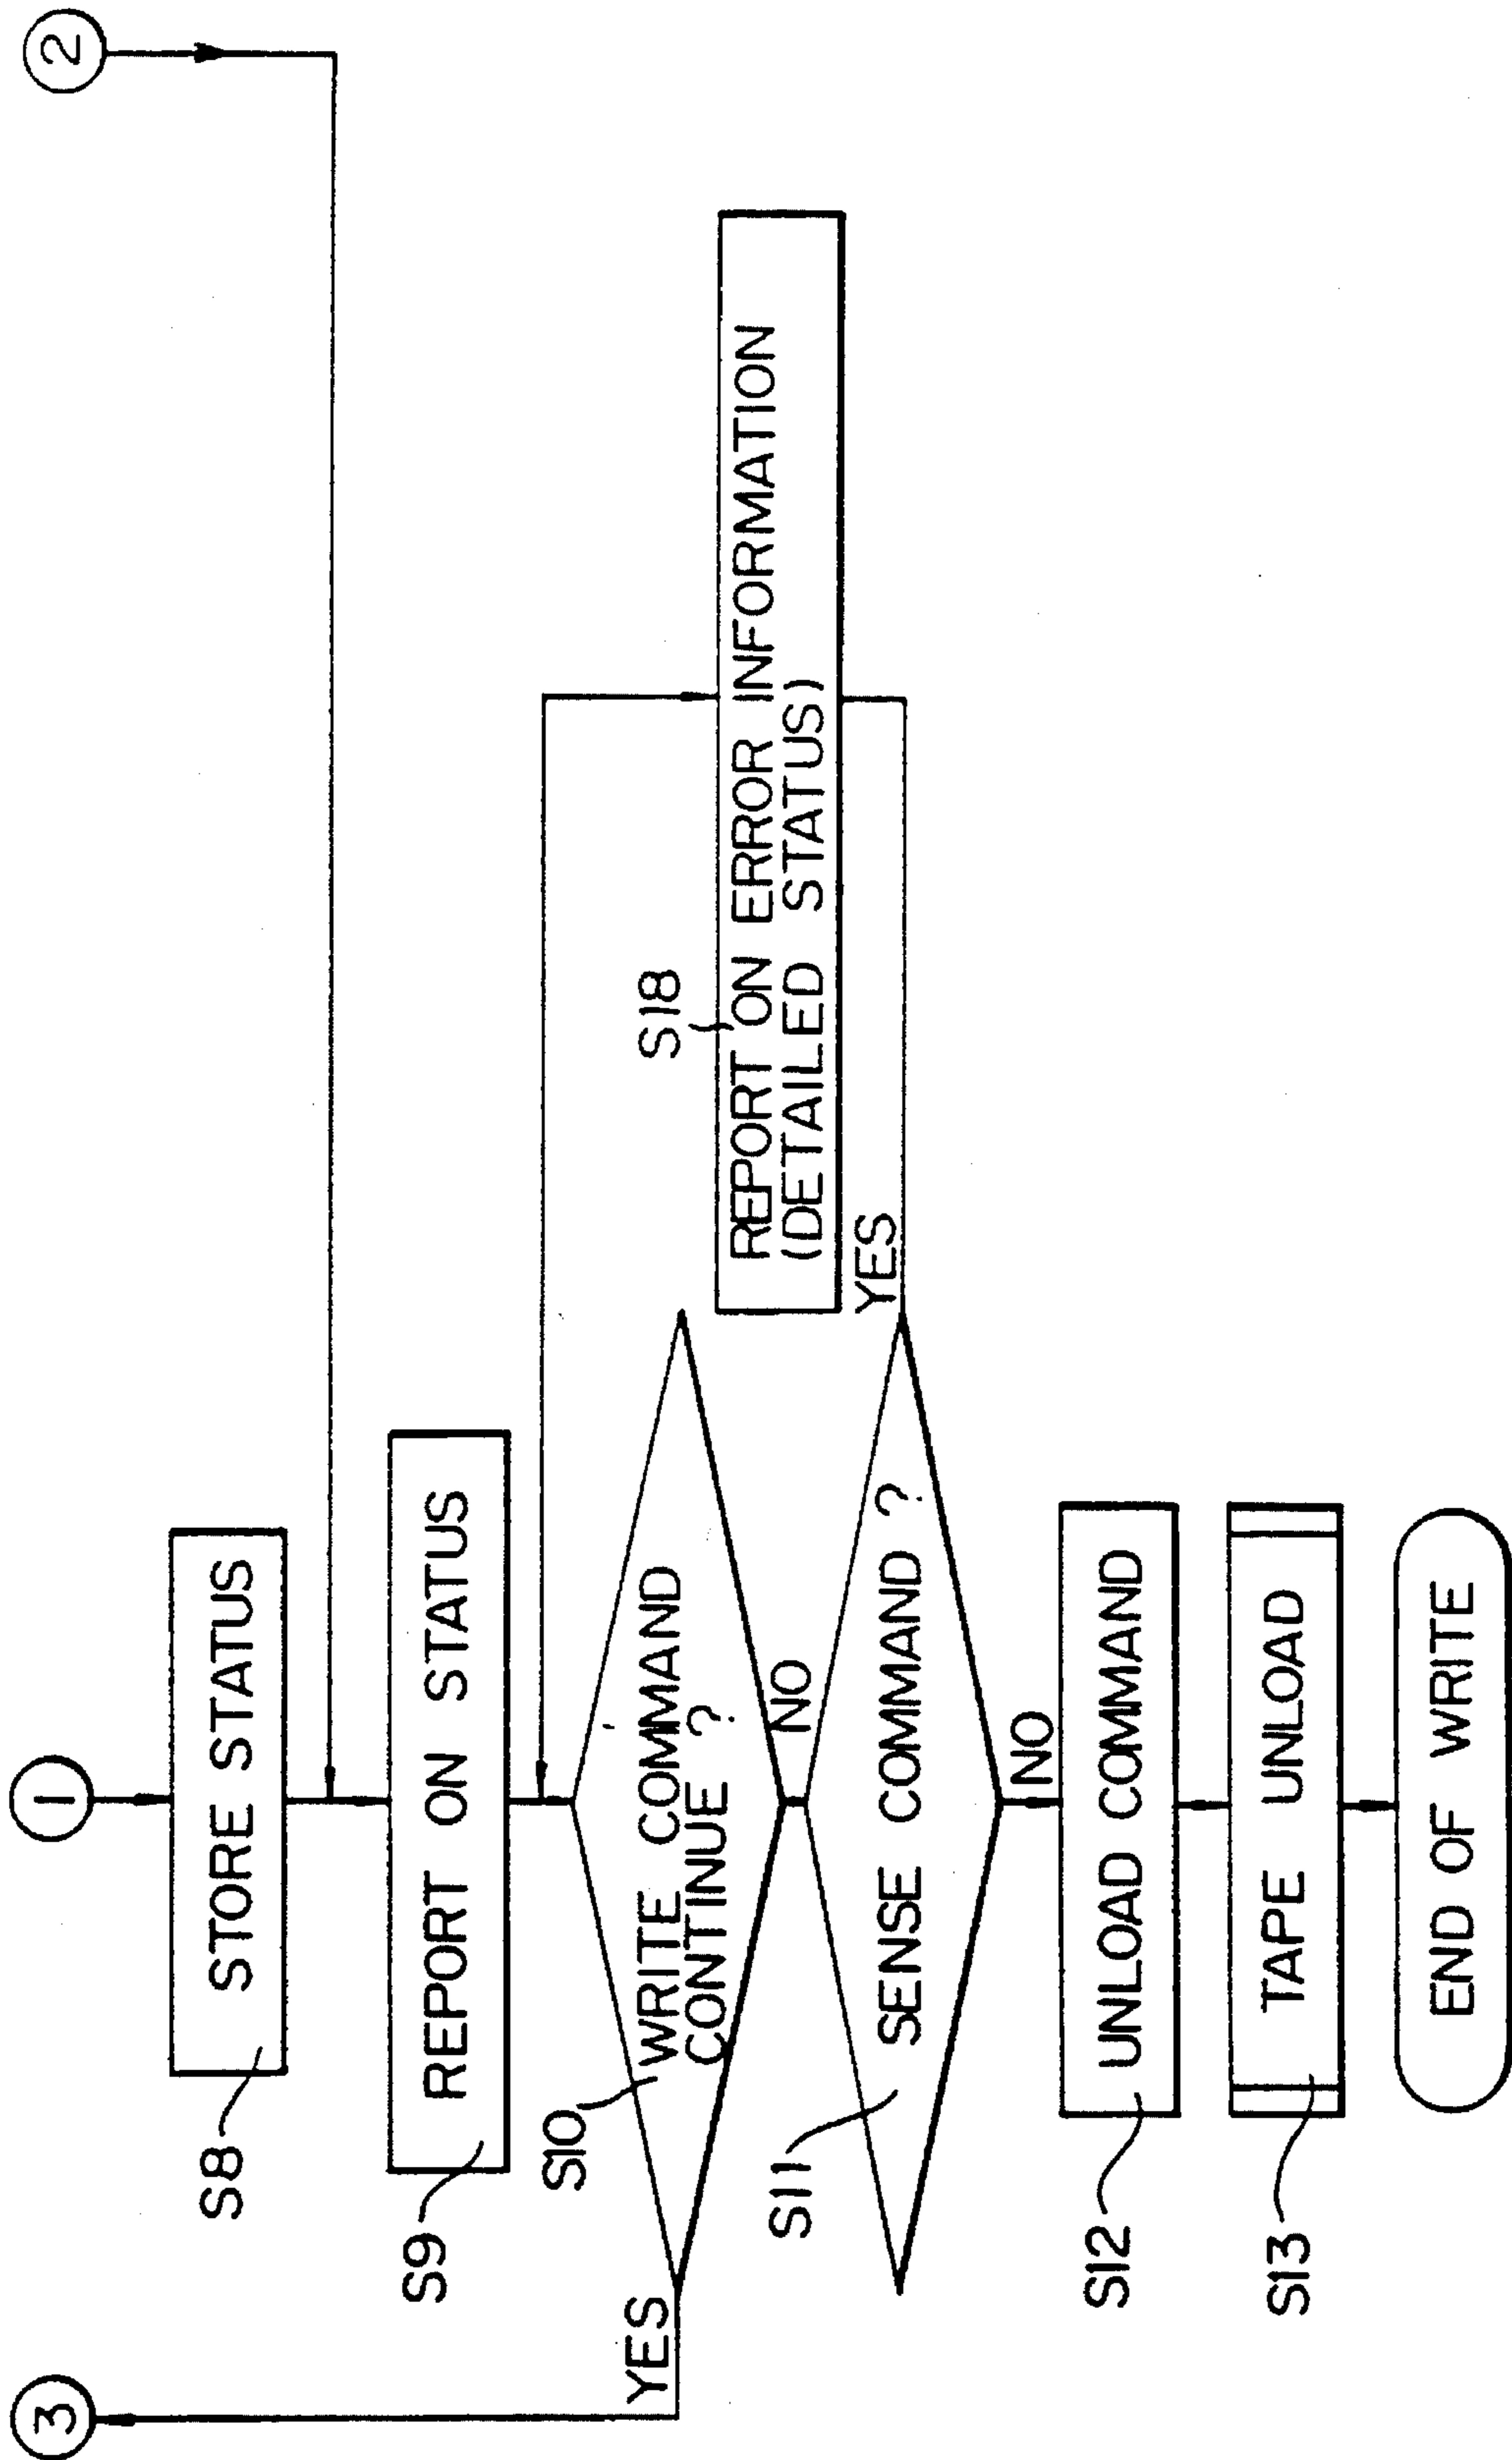 3
1
2
S8
STORE STATUS
S9
REPORT ON STATUS
S10
WRITE COMMAND
CONTINUE ?
YES
NO
S18
REPORT ON ERROR INFORMATION
(DETAILED STATUS)
S11
SENSE COMMAND ?
YES
NO
S12
UNLOAD COMMAND
S13
TAPE UNLOAD
END OF WRITE